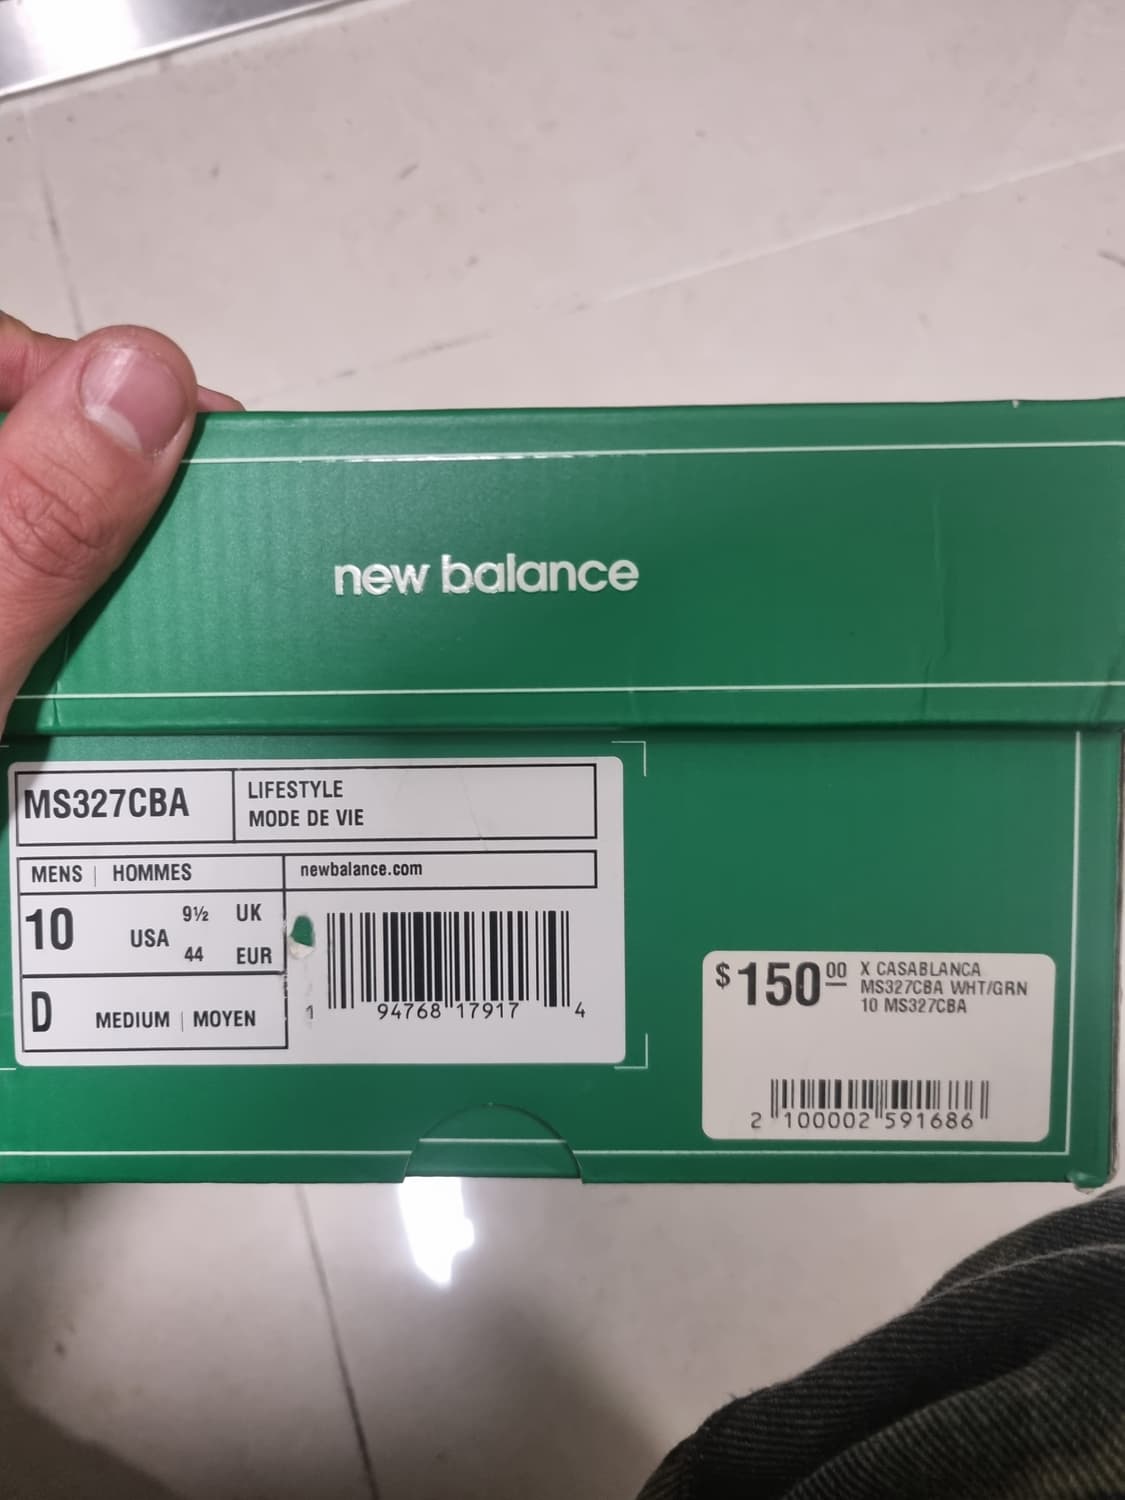 new balance
MS327CBA
LIFESTYLE
MODE DE VIE
MENS | HOMMES
newbalance.com
10 USA 9½ UK
44 EUR
D MEDIUM | MOYEN
1 94768 17917 4
$150 00 X CASABLANCA
MS327CBA WHT/GRN
10 MS327CBA
2 100002 591686